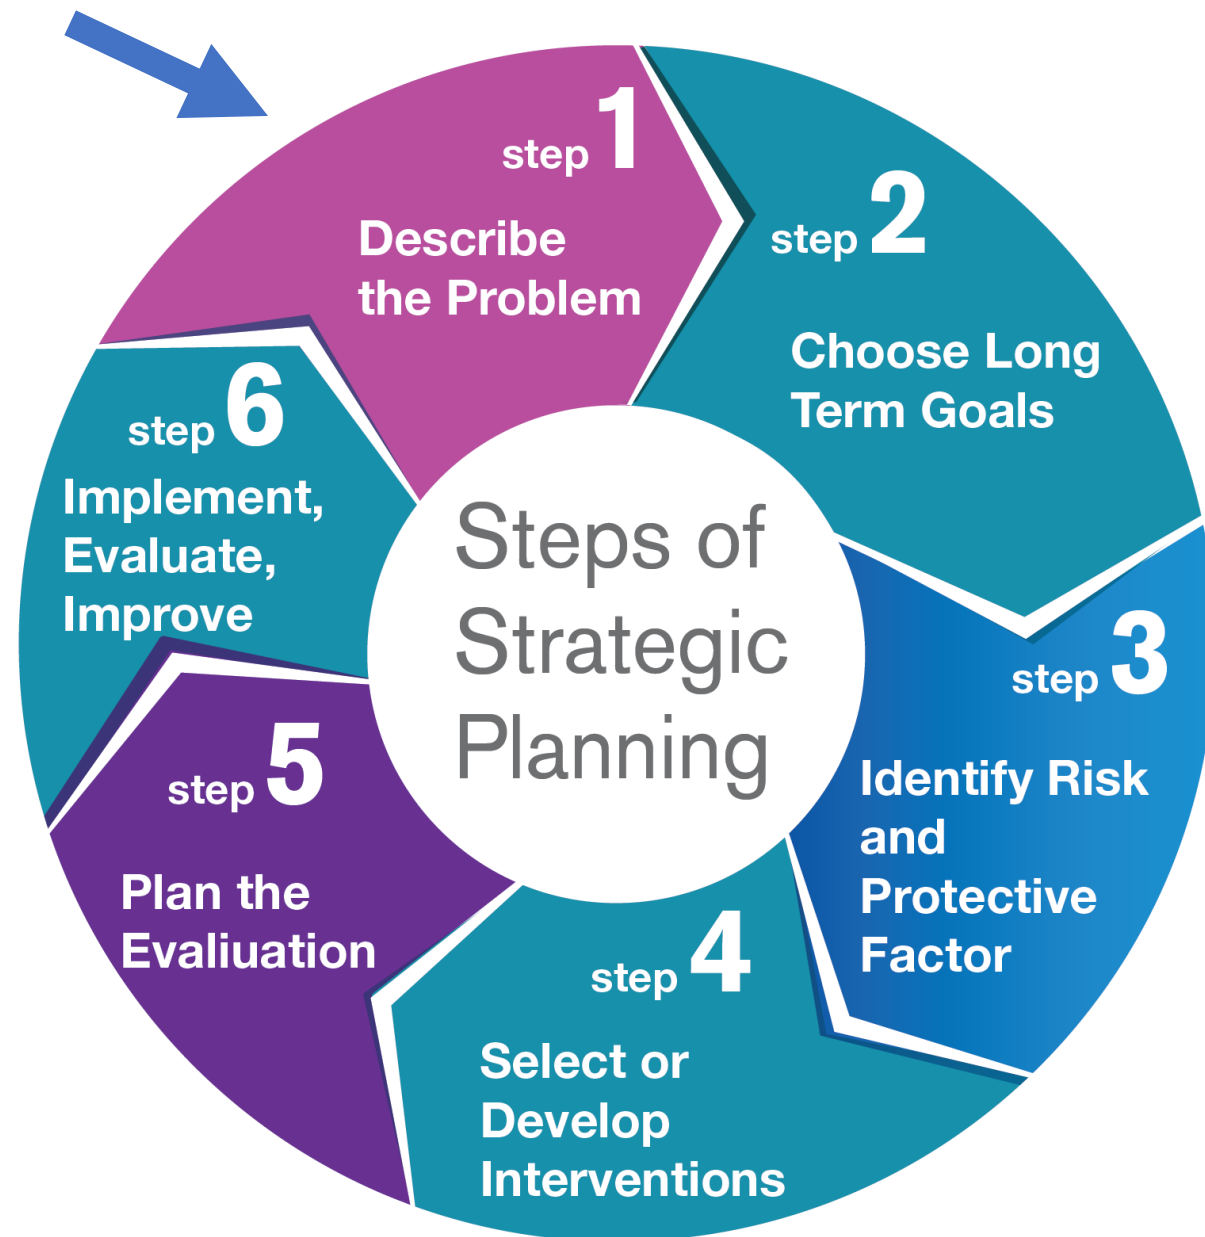 step 1
Describe
the Problem
step 2
Choose Long
Term Goals
step 3
Identify Risk
and
Protective
Factor
step 4
Select or
Develop
Interventions
step 5
Plan the
Evaliuation
step 6
Implement,
Evaluate,
Improve
Steps of
Strategic
Planning